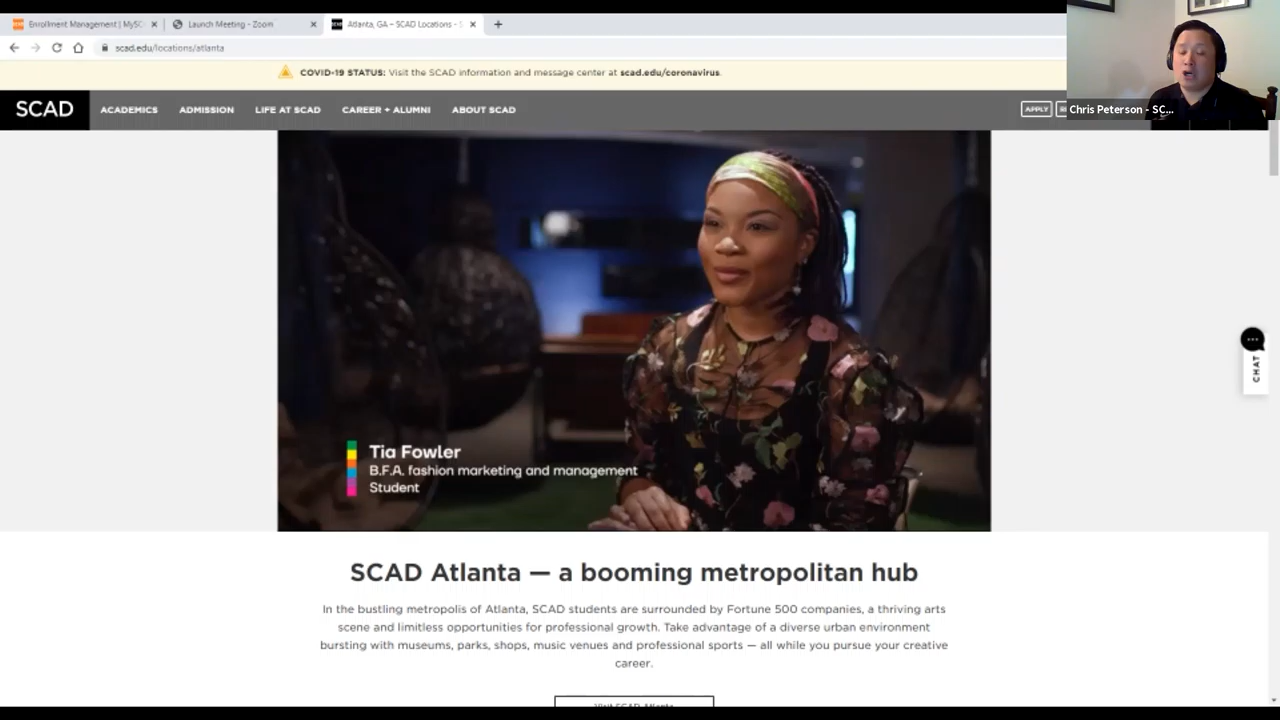 Enrollment Management | MySC
Launch Meeting - Zoom
Atlanta, GA – SCAD Locations - S
scad.edu/locations/atlanta
COVID-19 STATUS: Visit the SCAD information and message center at scad.edu/coronavirus.
SCAD
ACADEMICS
ADMISSION
LIFE AT SCAD
CAREER + ALUMNI
ABOUT SCAD
APPLY
Chris Peterson - SC...
Tia Fowler
B.F.A. fashion marketing and management
Student
CHAT
SCAD Atlanta — a booming metropolitan hub
In the bustling metropolis of Atlanta, SCAD students are surrounded by Fortune 500 companies, a thriving arts
scene and limitless opportunities for professional growth. Take advantage of a diverse urban environment
bursting with museums, parks, shops, music venues and professional sports — all while you pursue your creative
career.
Visit SCAD Atlanta